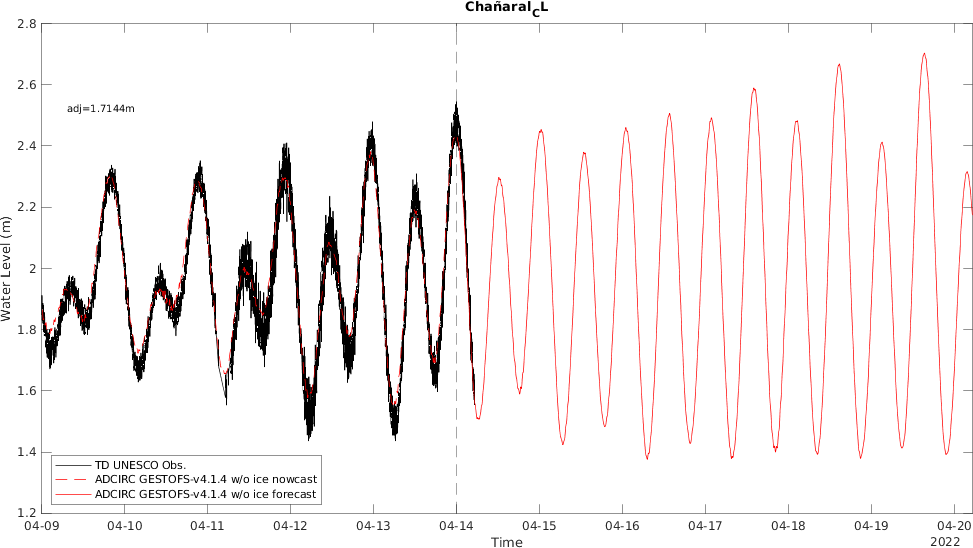 Chañaral_CL
2.8
2.6
2.4
2.2
2
1.8
1.6
1.4
1.2
Water Level (m)
adj=1.7144m
TD UNESCO Obs.
ADCIRC GESTOFS-v4.1.4 w/o ice nowcast
ADCIRC GESTOFS-v4.1.4 w/o ice forecast
04-09 04-10 04-11 04-12 04-13 04-14 04-15 04-16 04-17 04-18 04-19 04-20
Time
2022